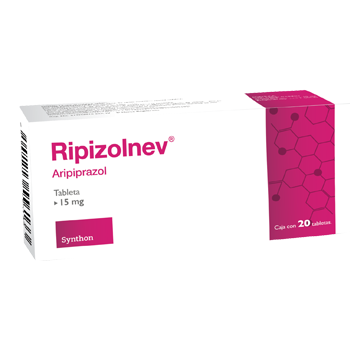 Ripizolnev®
Aripiprazol
Tableta
▸ 15 mg
Synthon
Caja con 20 tabletas